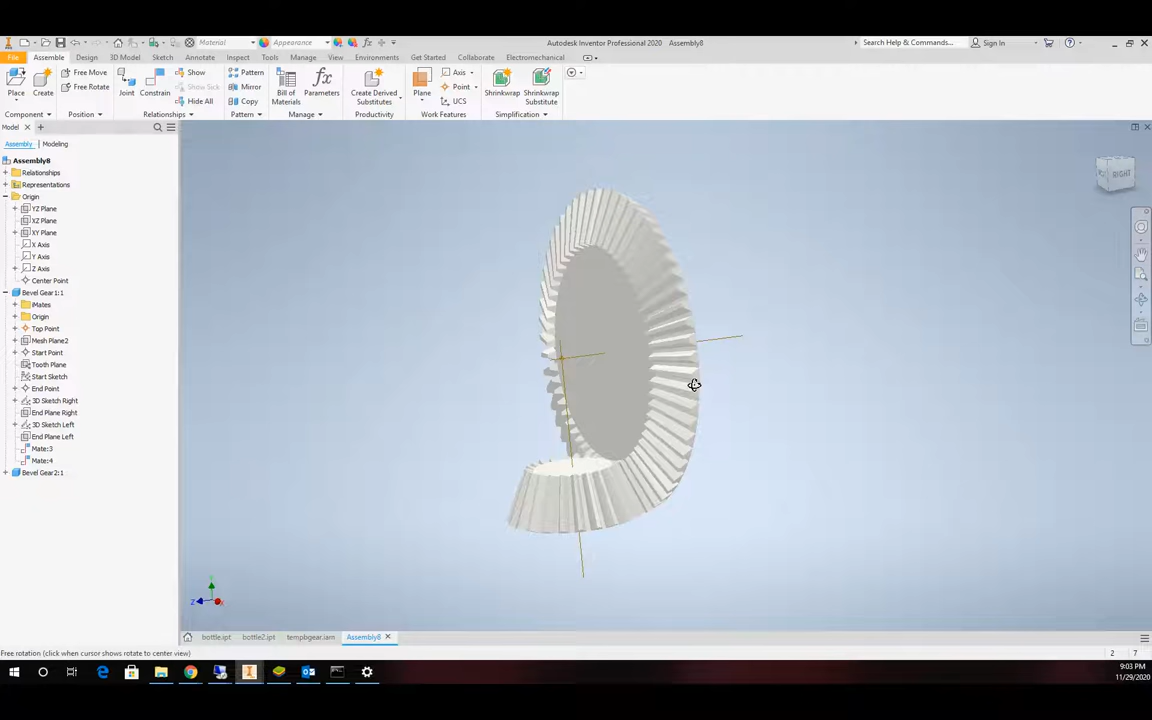 Material Appearance fx Autodesk Inventor Professional 2020 Assembly8 Search Help & Commands... Sign In
File Assembly Design 3D Model Sketch Annotate Inspect Tools Manage View Environments Get Started Collaborate Electromechanical
Place Create Free Move Free Rotate Joint Constrain Show Show Sick Hide All Pattern Mirror Copy Bill of Materials fx Parameters Create Derived Substitutes Plane Axis Point UCS Shrinkwrap Shrinkwrap Substitute
Component Position Relationships Pattern Manage Productivity Work Features Simplification
Model
Assembly Modeling
Assembly8
Relationships
Representations
Origin
YZ Plane
XZ Plane
XY Plane
X Axis
Y Axis
Z Axis
Center Point
Bevel Gear1:1
iMates
Origin
Top Point
Mesh Plane2
Start Point
Tooth Plane
Start Sketch
End Point
3D Sketch Right
End Plane Right
3D Sketch Left
End Plane Left
Mate:3
Mate:4
Bevel Gear2:1
RIGHT
Z
bottle.ipt bottle2.ipt tempbgear.iam Assembly8
Free rotation (click when cursor shows rotate to center view) 2 7
9:03 PM
11/29/2020